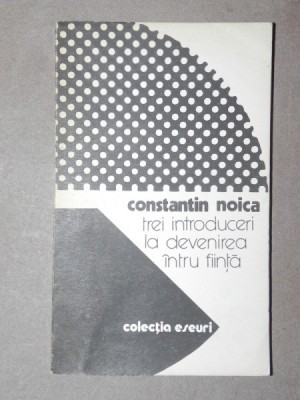 constantin noica
trei introduceri
la devenirea
întru ființă
colecția eseuri